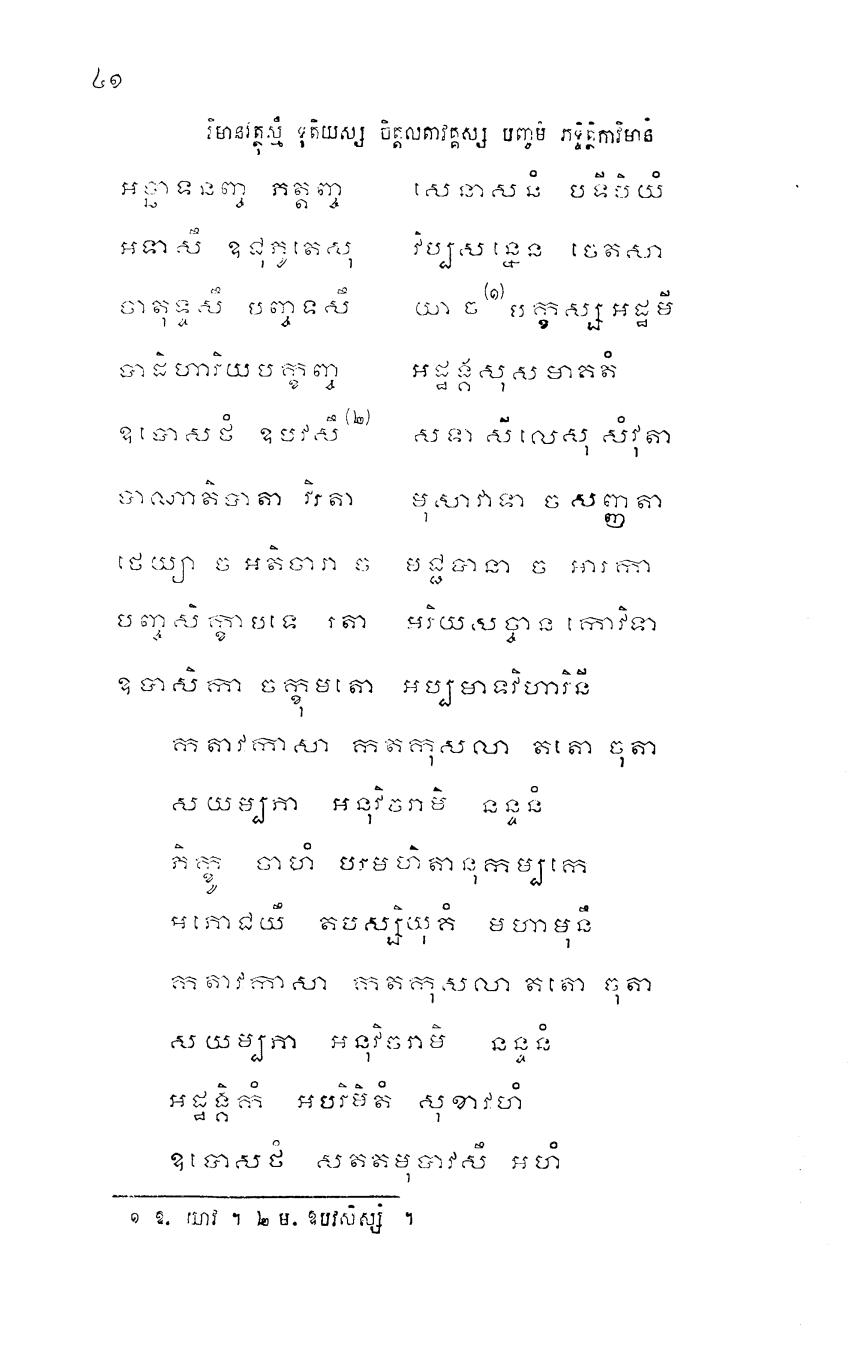 ៤១
វិមានវត្ថុស្មឹ ទុតិយស្ស ចិត្តលតាវគ្គស្ស បញ្ចមំ ភទ្ទិត្ថិកាវិមានំ
អច្ឆាទនញ្ច ភត្តញ្ច សេនាសនំ បទីបិយំ
អទាសឹ ឧជុភូតេសុ វិប្បសន្នេន ចេតសា
ចាតុទ្ទសឹ បញ្ចទសឹ យា ច(១)បក្ខស្ស អដ្ឋមី
បាដិហារិយបក្ខញ្ច អដ្ឋង្គសុសមាគតំ
ឧបោសថំ ឧបវសឹ(២) សទា សីលេសុ សំវុតា
បាណាតិបាតា វិរតា មុសាវាទា ច សញ្ញតា
ថេយ្យា ច អតិចារា ច មជ្ជបានា ច អារកា
បញ្ចសិក្ខាបទេ រតា អរិយសច្ចាន កោវិទា
ឧបាសិកា ចក្ខុមតោ អប្បមាទវិហារិនី
កតាវកាសា កតកុសលា តតោ ចុតា
សយម្បភា អនុវិចរាមិ នន្ទនំ
ភិក្ខូ ចាហំ បរមហិតានុកម្បកេ
អភោជយឹ តបស្សិយុគំ មហាមុនឹ
កតាវកាសា កតកុសលា តតោ ចុតា
សយម្បភា អនុវិចរាមិ នន្ទនំ
អដ្ឋង្គិកំ អបរិមិតំ សុខាវហំ
ឧបោសថំ សតតមុបាវសឹ អហំ
១ ឱ. យាវ ។ ២ ម. ឧបវសិស្សំ ។